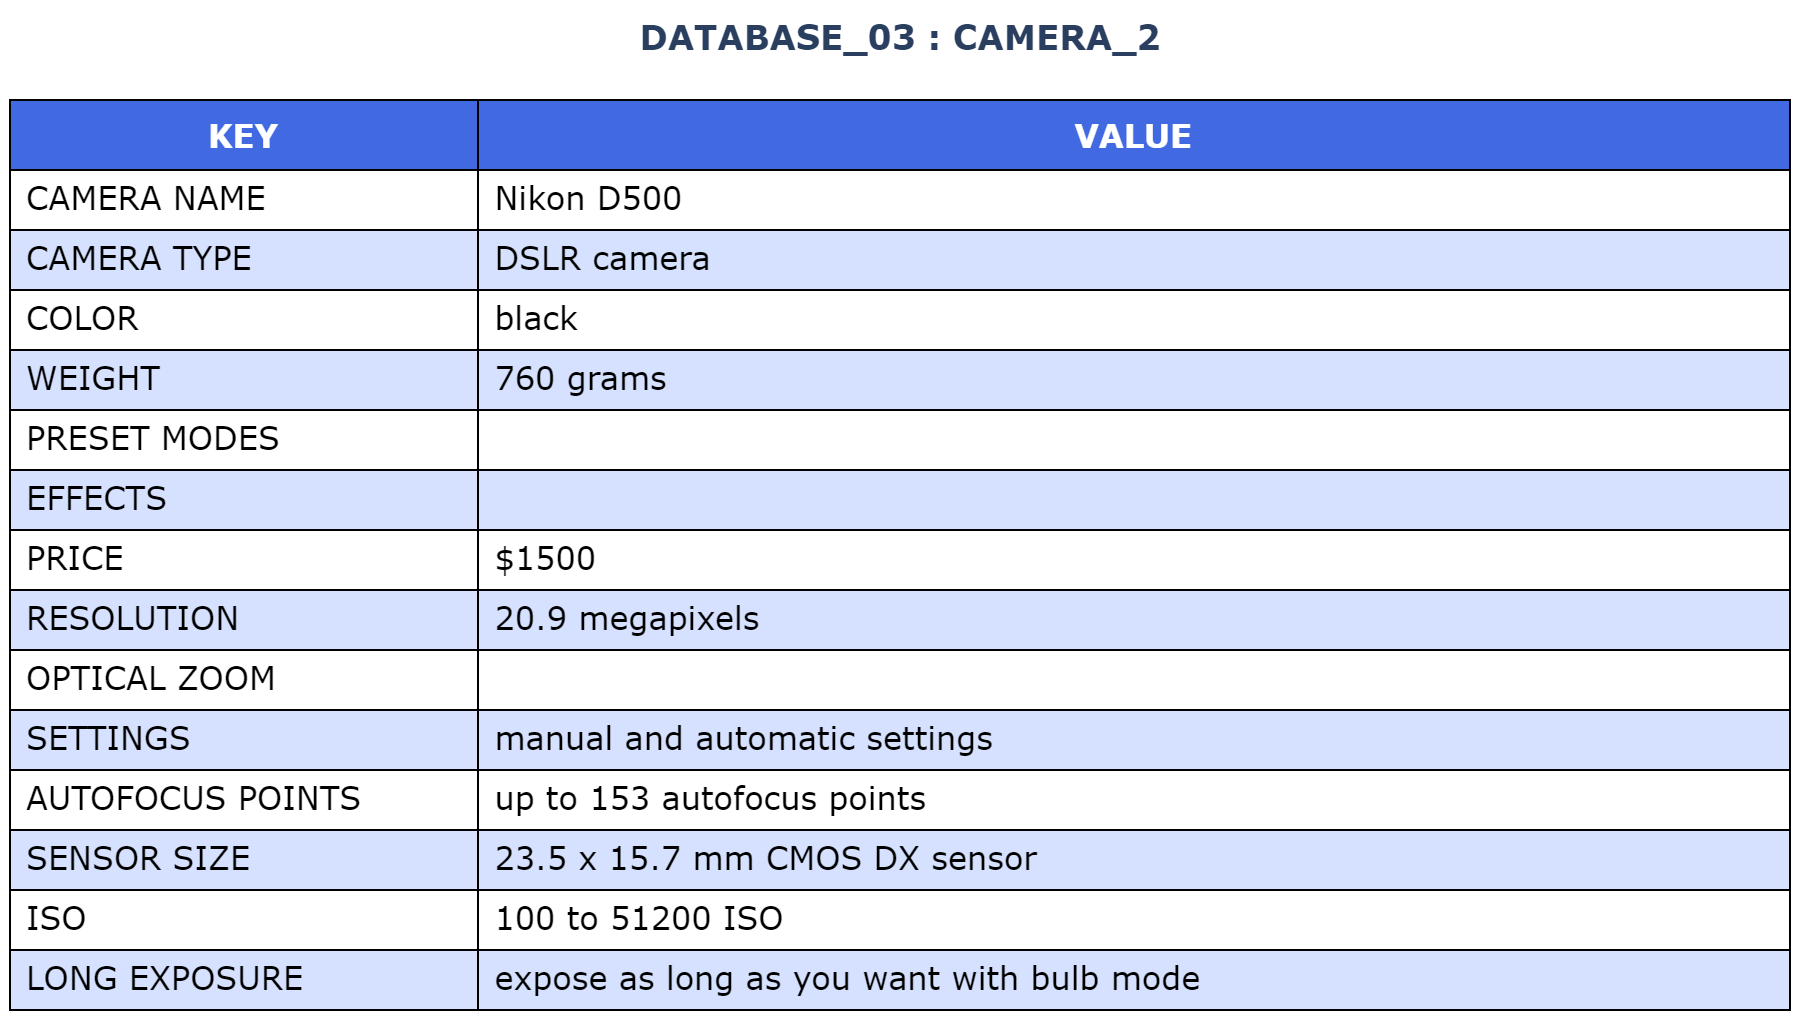 DATABASE_03 : CAMERA_2
KEY VALUE
CAMERA NAME Nikon D500
CAMERA TYPE DSLR camera
COLOR black
WEIGHT 760 grams
PRESET MODES
EFFECTS
PRICE $1500
RESOLUTION 20.9 megapixels
OPTICAL ZOOM
SETTINGS manual and automatic settings
AUTOFOCUS POINTS up to 153 autofocus points
SENSOR SIZE 23.5 x 15.7 mm CMOS DX sensor
ISO 100 to 51200 ISO
LONG EXPOSURE expose as long as you want with bulb mode